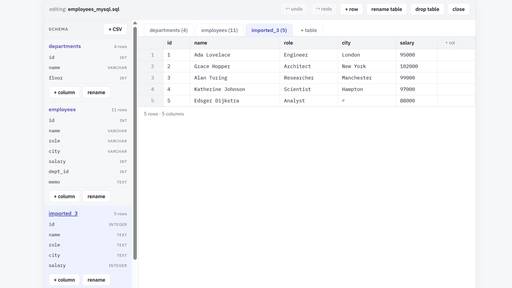 editing: employees_mysql.sql
undo
redo
+ row
rename table
drop table
close
SCHEMA
+ CSV
departments
4 rows
id INT
name VARCHAR
floor INT
+ column
rename
employees
11 rows
id INT
name VARCHAR
role VARCHAR
city VARCHAR
salary INT
dept_id INT
memo TEXT
+ column
rename
imported_3
5 rows
id INTEGER
name TEXT
role TEXT
city TEXT
salary INTEGER
+ column
rename
departments (4)
employees (11)
imported_3 (5)
+ table
id name role city salary + col
1 1 Ada Lovelace Engineer London 95000
2 2 Grace Hopper Architect New York 102000
3 3 Alan Turing Researcher Manchester 99000
4 4 Katherine Johnson Scientist Hampton 97000
5 5 Edsger Dijkstra Analyst 88000
5 rows · 5 columns